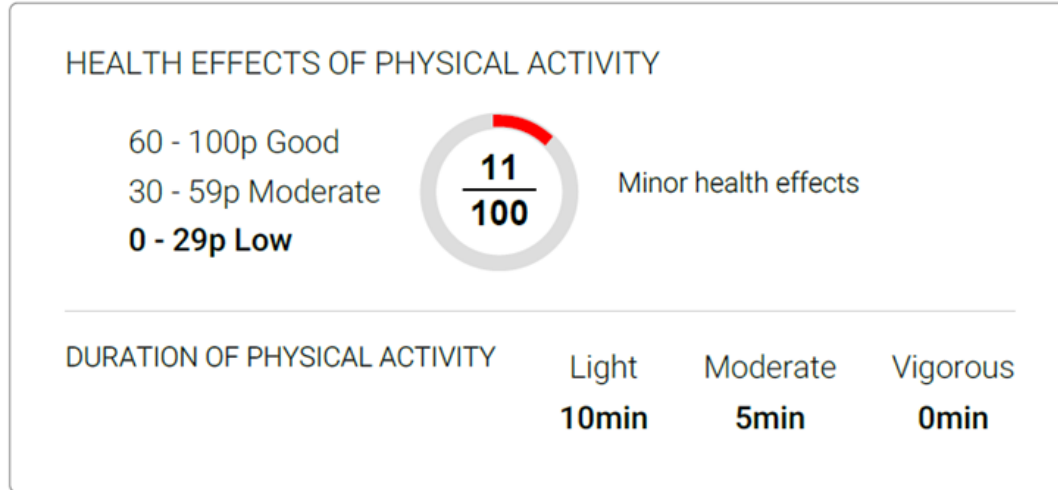 HEALTH EFFECTS OF PHYSICAL ACTIVITY
60 - 100p Good
30 - 59p Moderate
0 - 29p Low
11
100
Minor health effects
DURATION OF PHYSICAL ACTIVITY
Light Moderate Vigorous
10min 5min 0min